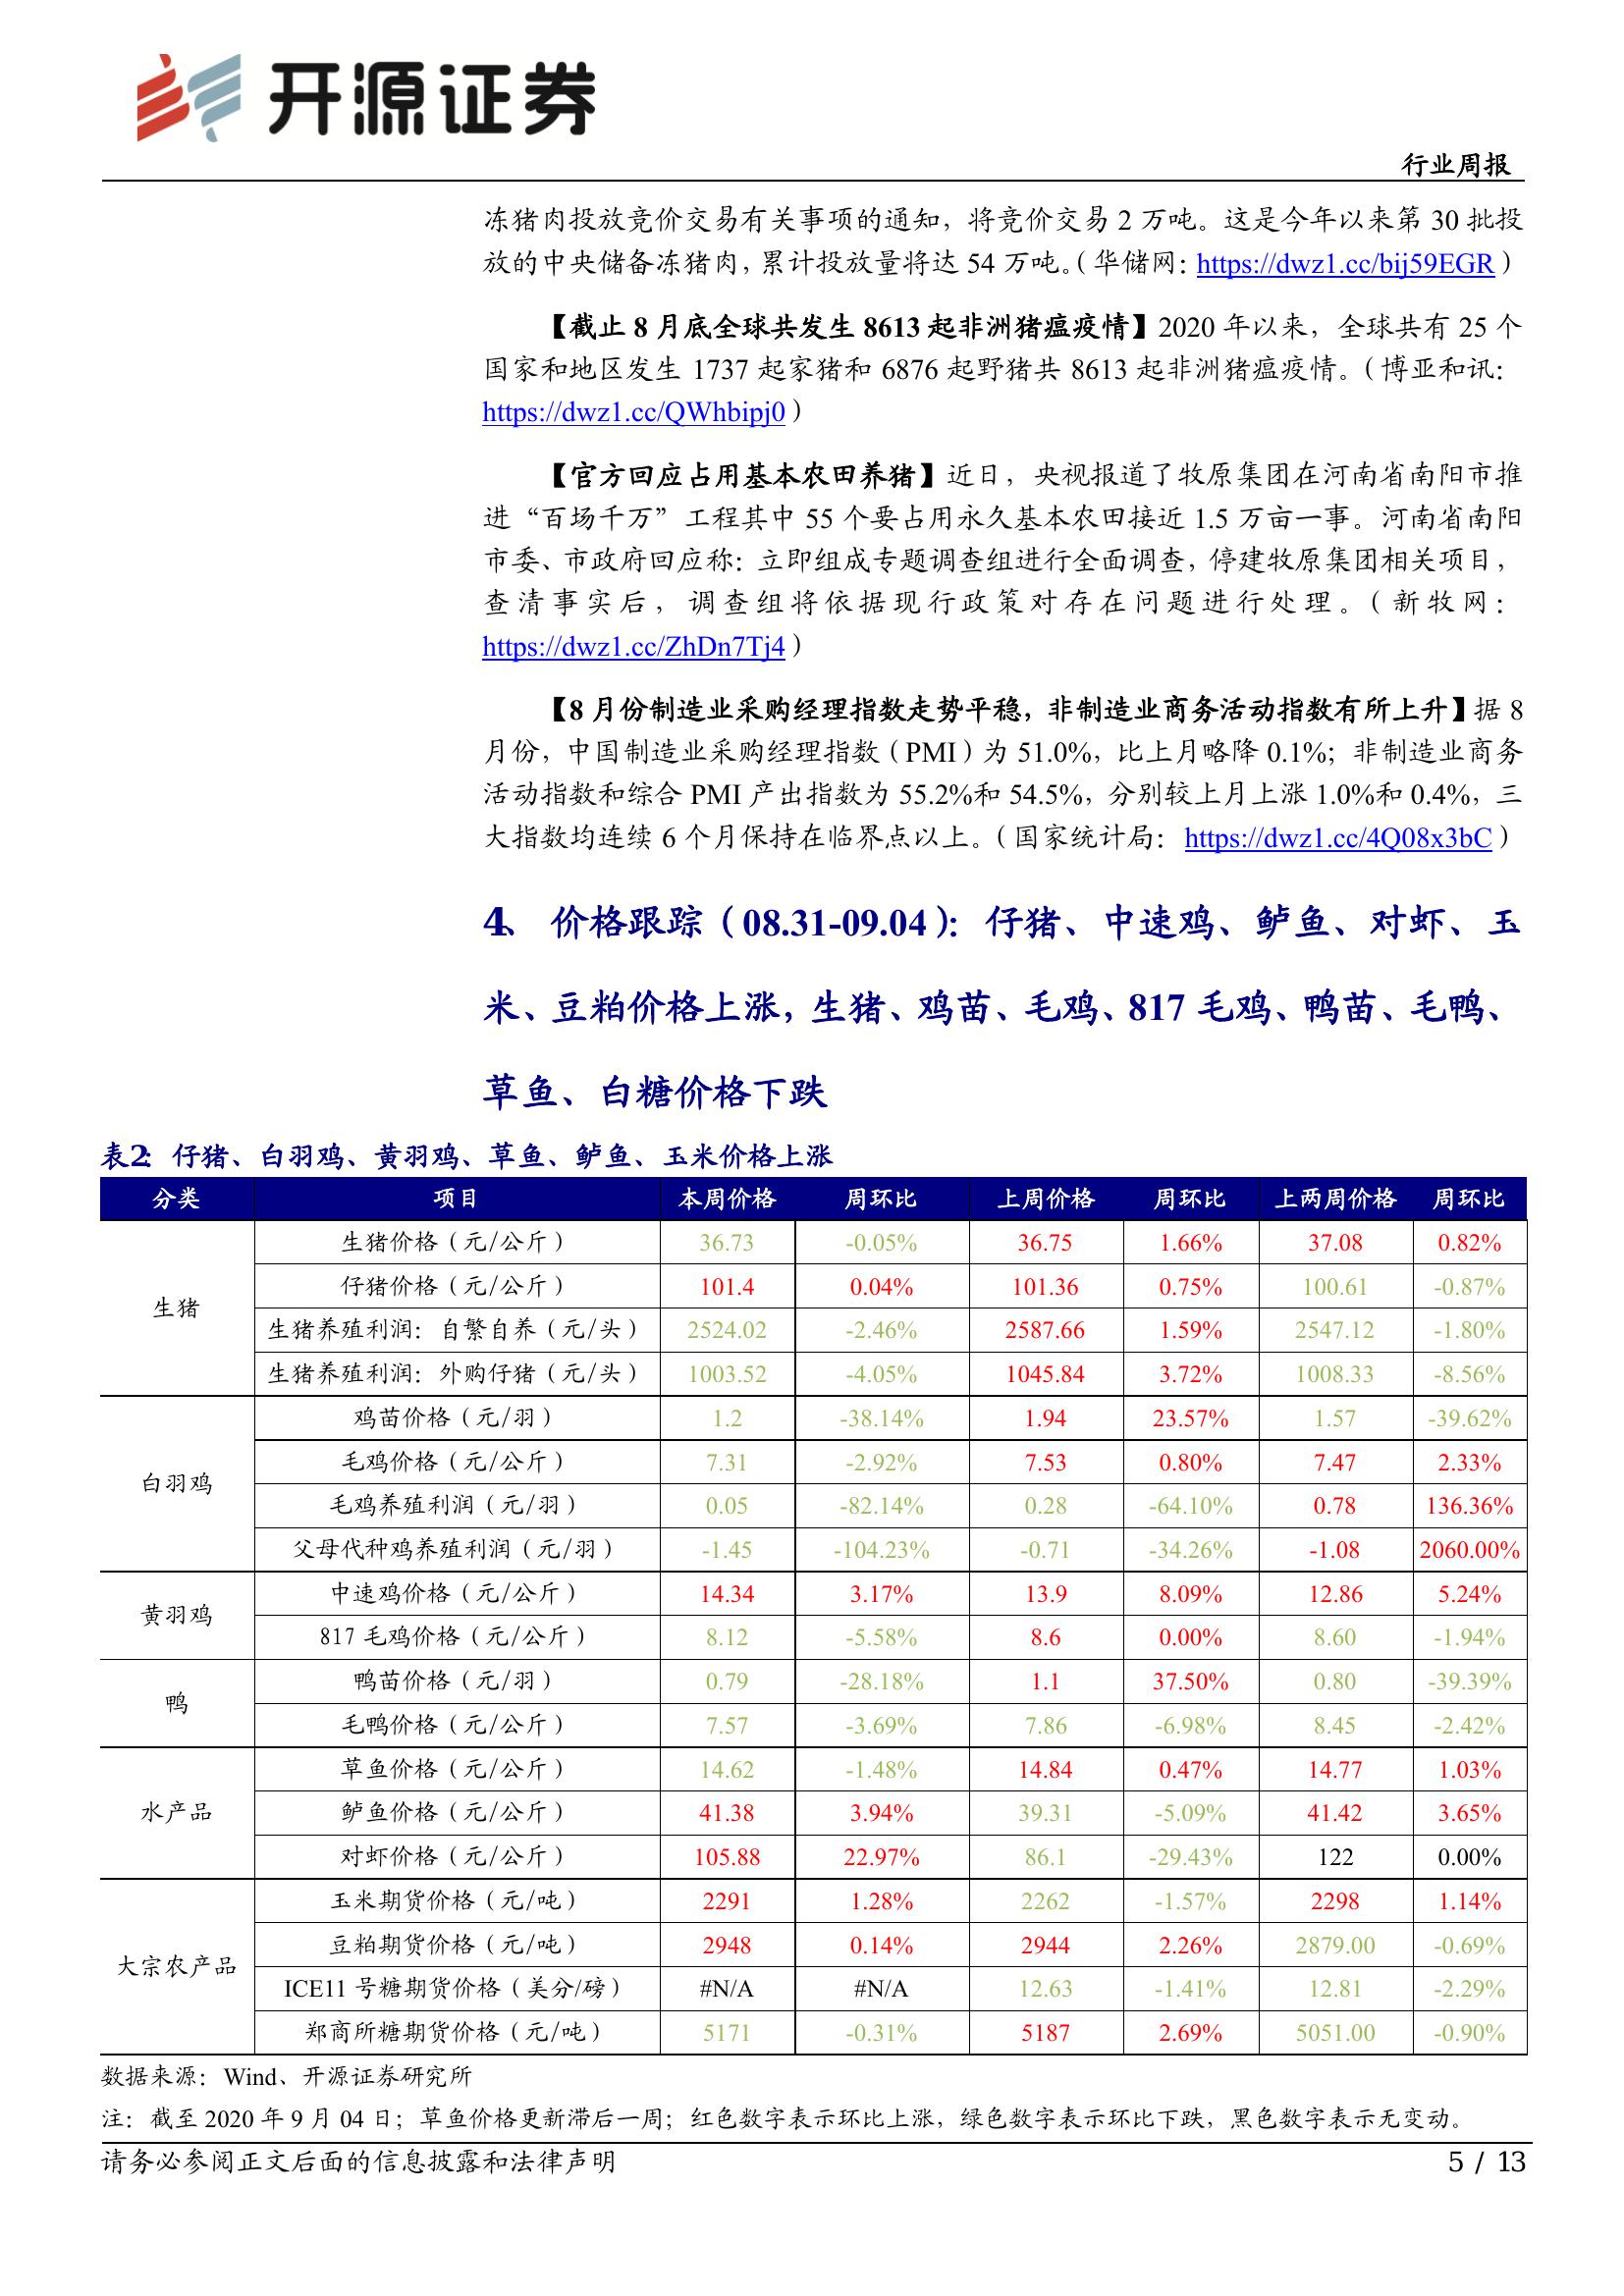 开源证券
行业周报
冻猪肉投放竞价交易有关事项的通知，将竞价交易 2 万吨。这是今年以来第 30 批投
放的中央储备冻猪肉，累计投放量将达 54 万吨。（华储网：https://dwz1.cc/bij59EGR）
【截止 8 月底全球共发生 8613 起非洲猪瘟疫情】2020 年以来，全球共有 25 个
国家和地区发生 1737 起家猪和 6876 起野猪共 8613 起非洲猪瘟疫情。（博亚和讯：
https://dwz1.cc/QWhbipj0）
【官方回应占用基本农田养猪】近日，央视报道了牧原集团在河南省南阳市推
进“百场千万”工程其中 55 个要占用永久基本农田接近 1.5 万亩一事。河南省南阳
市委、市政府回应称：立即组成专题调查组进行全面调查，停建牧原集团相关项目，
查清事实后，调查组将依据现行政策对存在问题进行处理。（新牧网：
https://dwz1.cc/ZhDn7Tj4）
【8 月份制造业采购经理指数走势平稳，非制造业商务活动指数有所上升】据 8
月份，中国制造业采购经理指数（PMI）为 51.0%，比上月略降 0.1%；非制造业商务
活动指数和综合 PMI 产出指数为 55.2%和 54.5%，分别较上月上涨 1.0%和 0.4%，三
大指数均连续 6 个月保持在临界点以上。（国家统计局：https://dwz1.cc/4Q08x3bC）
4、 价格跟踪（08.31-09.04）：仔猪、中速鸡、鲈鱼、对虾、玉
米、豆粕价格上涨，生猪、鸡苗、毛鸡、817 毛鸡、鸭苗、毛鸭、
草鱼、白糖价格下跌
表2：仔猪、白羽鸡、黄羽鸡、草鱼、鲈鱼、玉米价格上涨
分类 项目 本周价格 周环比 上周价格 周环比 上两周价格 周环比
生猪 生猪价格（元/公斤） 36.73 -0.05% 36.75 1.66% 37.08 0.82%
仔猪价格（元/公斤） 101.4 0.04% 101.36 0.75% 100.61 -0.87%
生猪养殖利润：自繁自养（元/头） 2524.02 -2.46% 2587.66 1.59% 2547.12 -1.80%
生猪养殖利润：外购仔猪（元/头） 1003.52 -4.05% 1045.84 3.72% 1008.33 -8.56%
白羽鸡 鸡苗价格（元/羽） 1.2 -38.14% 1.94 23.57% 1.57 -39.62%
毛鸡价格（元/公斤） 7.31 -2.92% 7.53 0.80% 7.47 2.33%
毛鸡养殖利润（元/羽） 0.05 -82.14% 0.28 -64.10% 0.78 136.36%
父母代种鸡养殖利润（元/羽） -1.45 -104.23% -0.71 -34.26% -1.08 2060.00%
黄羽鸡 中速鸡价格（元/公斤） 14.34 3.17% 13.9 8.09% 12.86 5.24%
817 毛鸡价格（元/公斤） 8.12 -5.58% 8.6 0.00% 8.60 -1.94%
鸭 鸭苗价格（元/羽） 0.79 -28.18% 1.1 37.50% 0.80 -39.39%
毛鸭价格（元/公斤） 7.57 -3.69% 7.86 -6.98% 8.45 -2.42%
水产品 草鱼价格（元/公斤） 14.62 -1.48% 14.84 0.47% 14.77 1.03%
鲈鱼价格（元/公斤） 41.38 3.94% 39.31 -5.09% 41.42 3.65%
对虾价格（元/公斤） 105.88 22.97% 86.1 -29.43% 122 0.00%
大宗农产品 玉米期货价格（元/吨） 2291 1.28% 2262 -1.57% 2298 1.14%
豆粕期货价格（元/吨） 2948 0.14% 2944 2.26% 2879.00 -0.69%
ICE11 号糖期货价格（美分/磅） #N/A #N/A 12.63 -1.41% 12.81 -2.29%
郑商所糖期货价格（元/吨） 5171 -0.31% 5187 2.69% 5051.00 -0.90%
数据来源：Wind、开源证券研究所
注：截至 2020 年 9 月 04 日；草鱼价格更新滞后一周；红色数字表示环比上涨，绿色数字表示环比下跌，黑色数字表示无变动。
请务必参阅正文后面的信息披露和法律声明
5 / 13